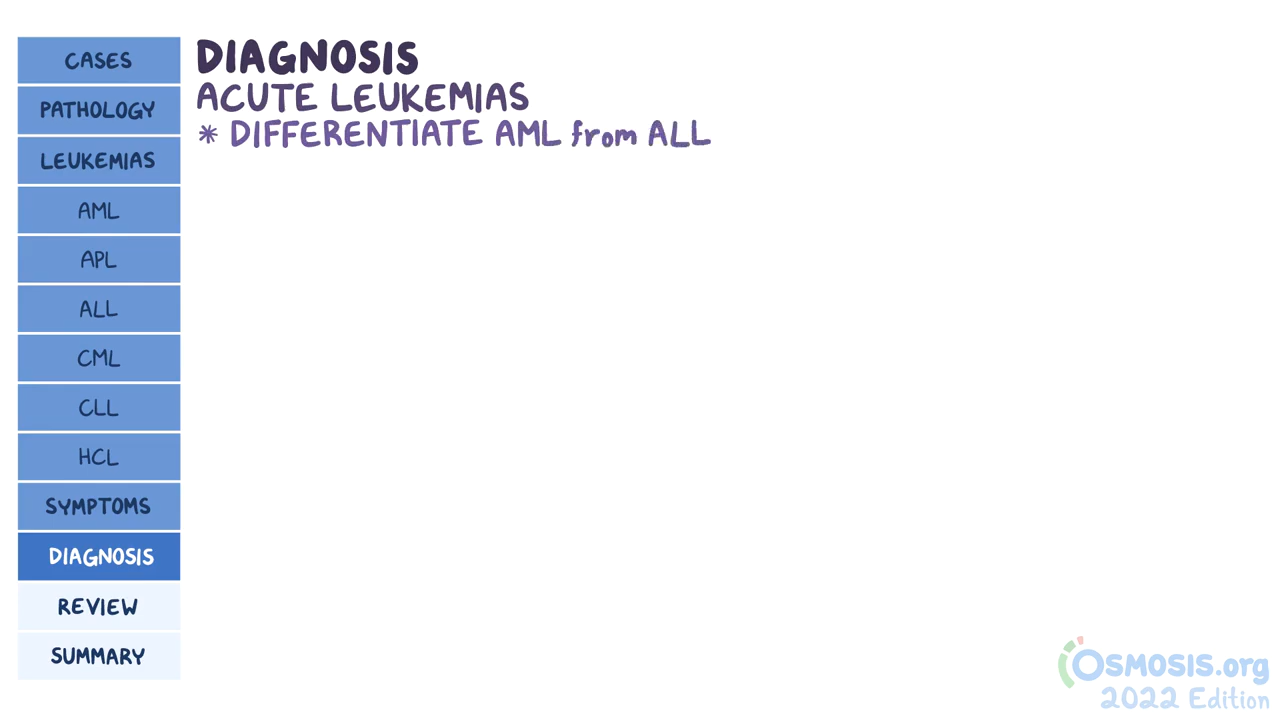 CASES
PATHOLOGY
LEUKEMIAS
AML
APL
ALL
CML
CLL
HCL
SYMPTOMS
DIAGNOSIS
REVIEW
SUMMARY
DIAGNOSIS
ACUTE LEUKEMIAS
* DIFFERENTIATE AML from ALL
OSMOSIS.org
2022 Edition